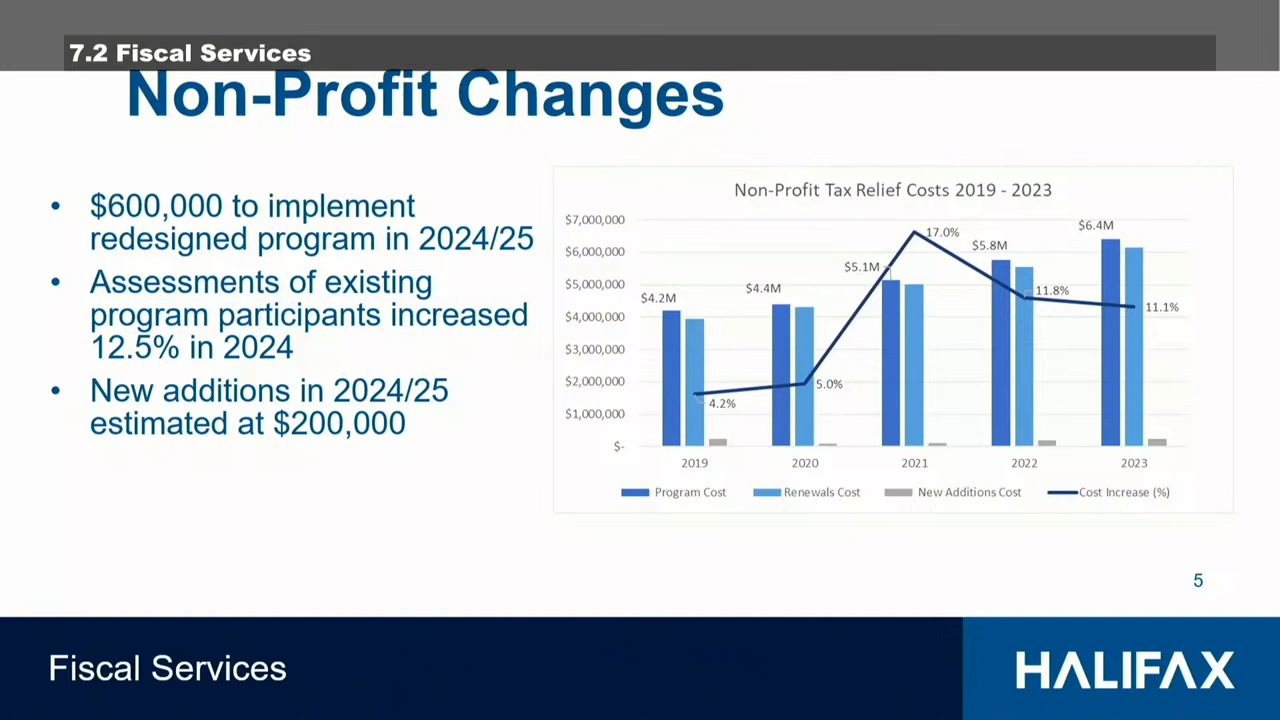 7.2 Fiscal Services
Non-Profit Changes
• $600,000 to implement
redesigned program in 2024/25
• Assessments of existing
program participants increased
12.5% in 2024
• New additions in 2024/25
estimated at $200,000
Non-Profit Tax Relief Costs 2019 - 2023
$7,000,000
$6,000,000
$5,000,000
$4,000,000
$3,000,000
$2,000,000
$1,000,000
$-
$4.2M
$4.4M
$5.1M
$5.8M
$6.4M
4.2%
5.0%
17.0%
11.8%
11.1%
2019 2020 2021 2022 2023
Program Cost Renewals Cost New Additions Cost Cost Increase (%)
5
Fiscal Services
HALIFAX